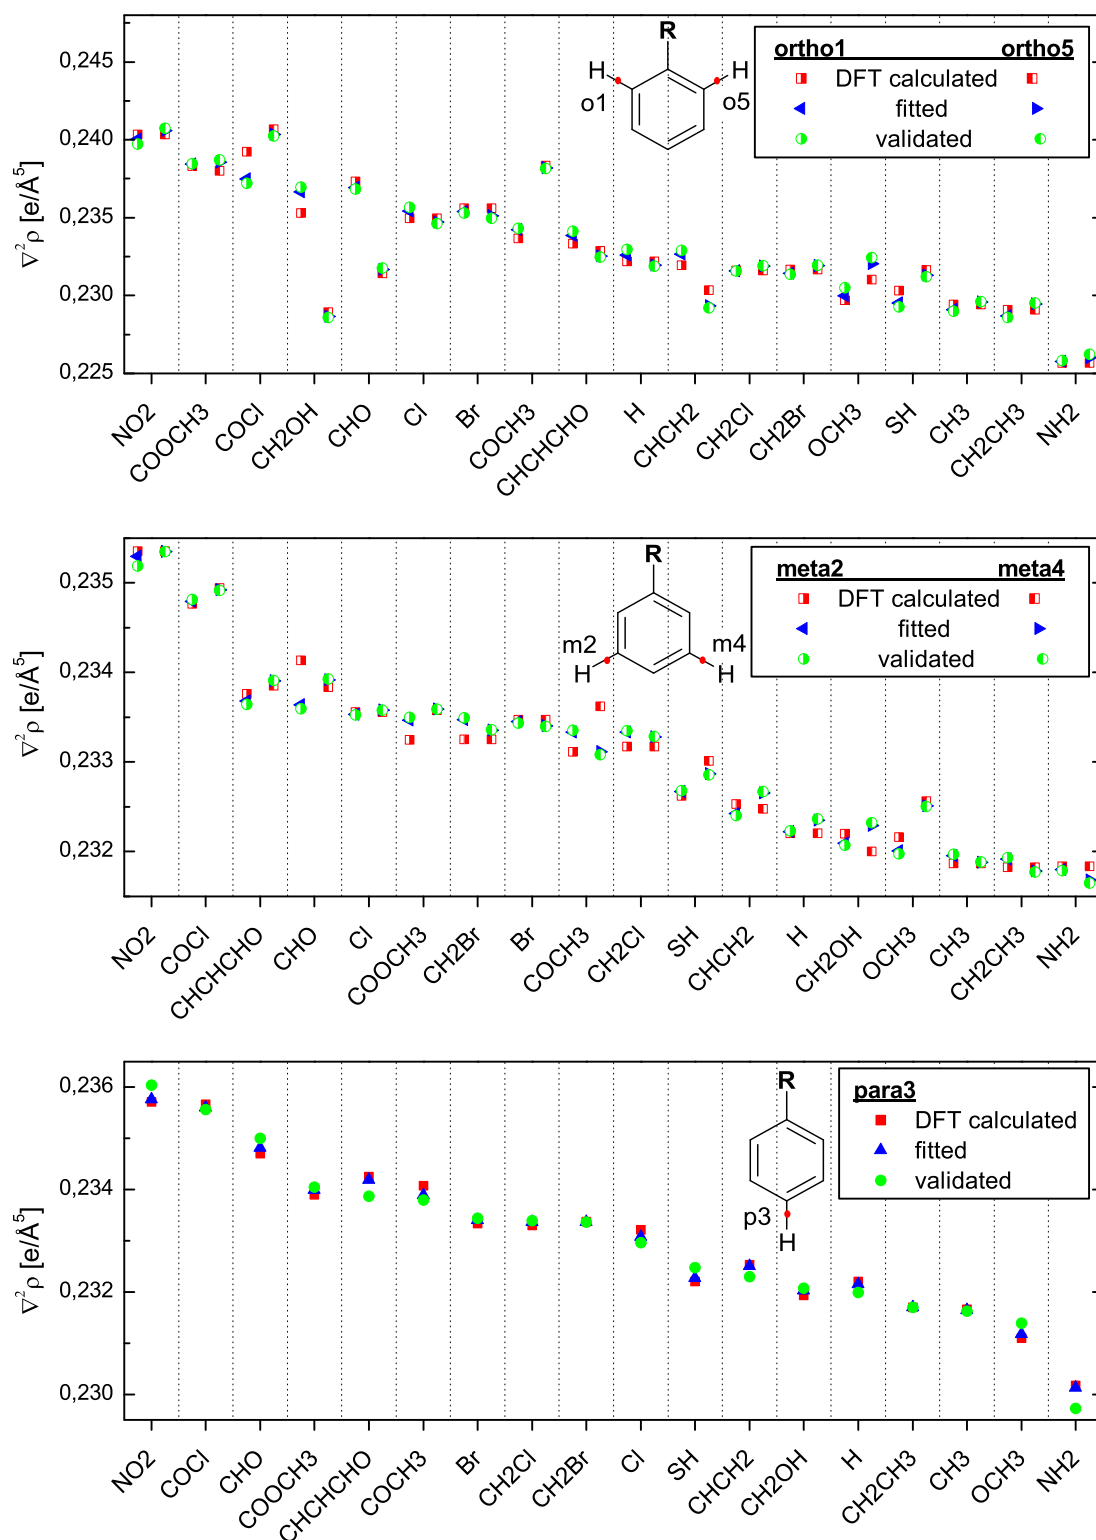 0,245
0,240
0,235
0,230
0,225
∇²ρ [e/Å⁵]
R
H
H
o1
o5
ortho1 ortho5
DFT calculated
fitted
validated
NO2
COOCH3
COCl
CH2OH
CHO
Cl
Br
COCH3
CHCHCHO
H
CHCH2
CH2Cl
CH2Br
OCH3
SH
CH3
CH2CH3
NH2
0,235
0,234
0,233
0,232
∇²ρ [e/Å⁵]
R
m2
m4
H
H
meta2 meta4
DFT calculated
fitted
validated
NO2
COCl
CHCHCHO
CHO
Cl
COOCH3
CH2Br
Br
COCH3
CH2Cl
SH
CHCH2
H
CH2OH
OCH3
CH3
CH2CH3
NH2
0,236
0,234
0,232
0,230
∇²ρ [e/Å⁵]
R
p3
H
para3
DFT calculated
fitted
validated
NO2
COCl
CHO
COOCH3
CHCHCHO
COCH3
Br
CH2Cl
CH2Br
Cl
SH
CHCH2
CH2OH
H
CH2CH3
CH3
OCH3
NH2